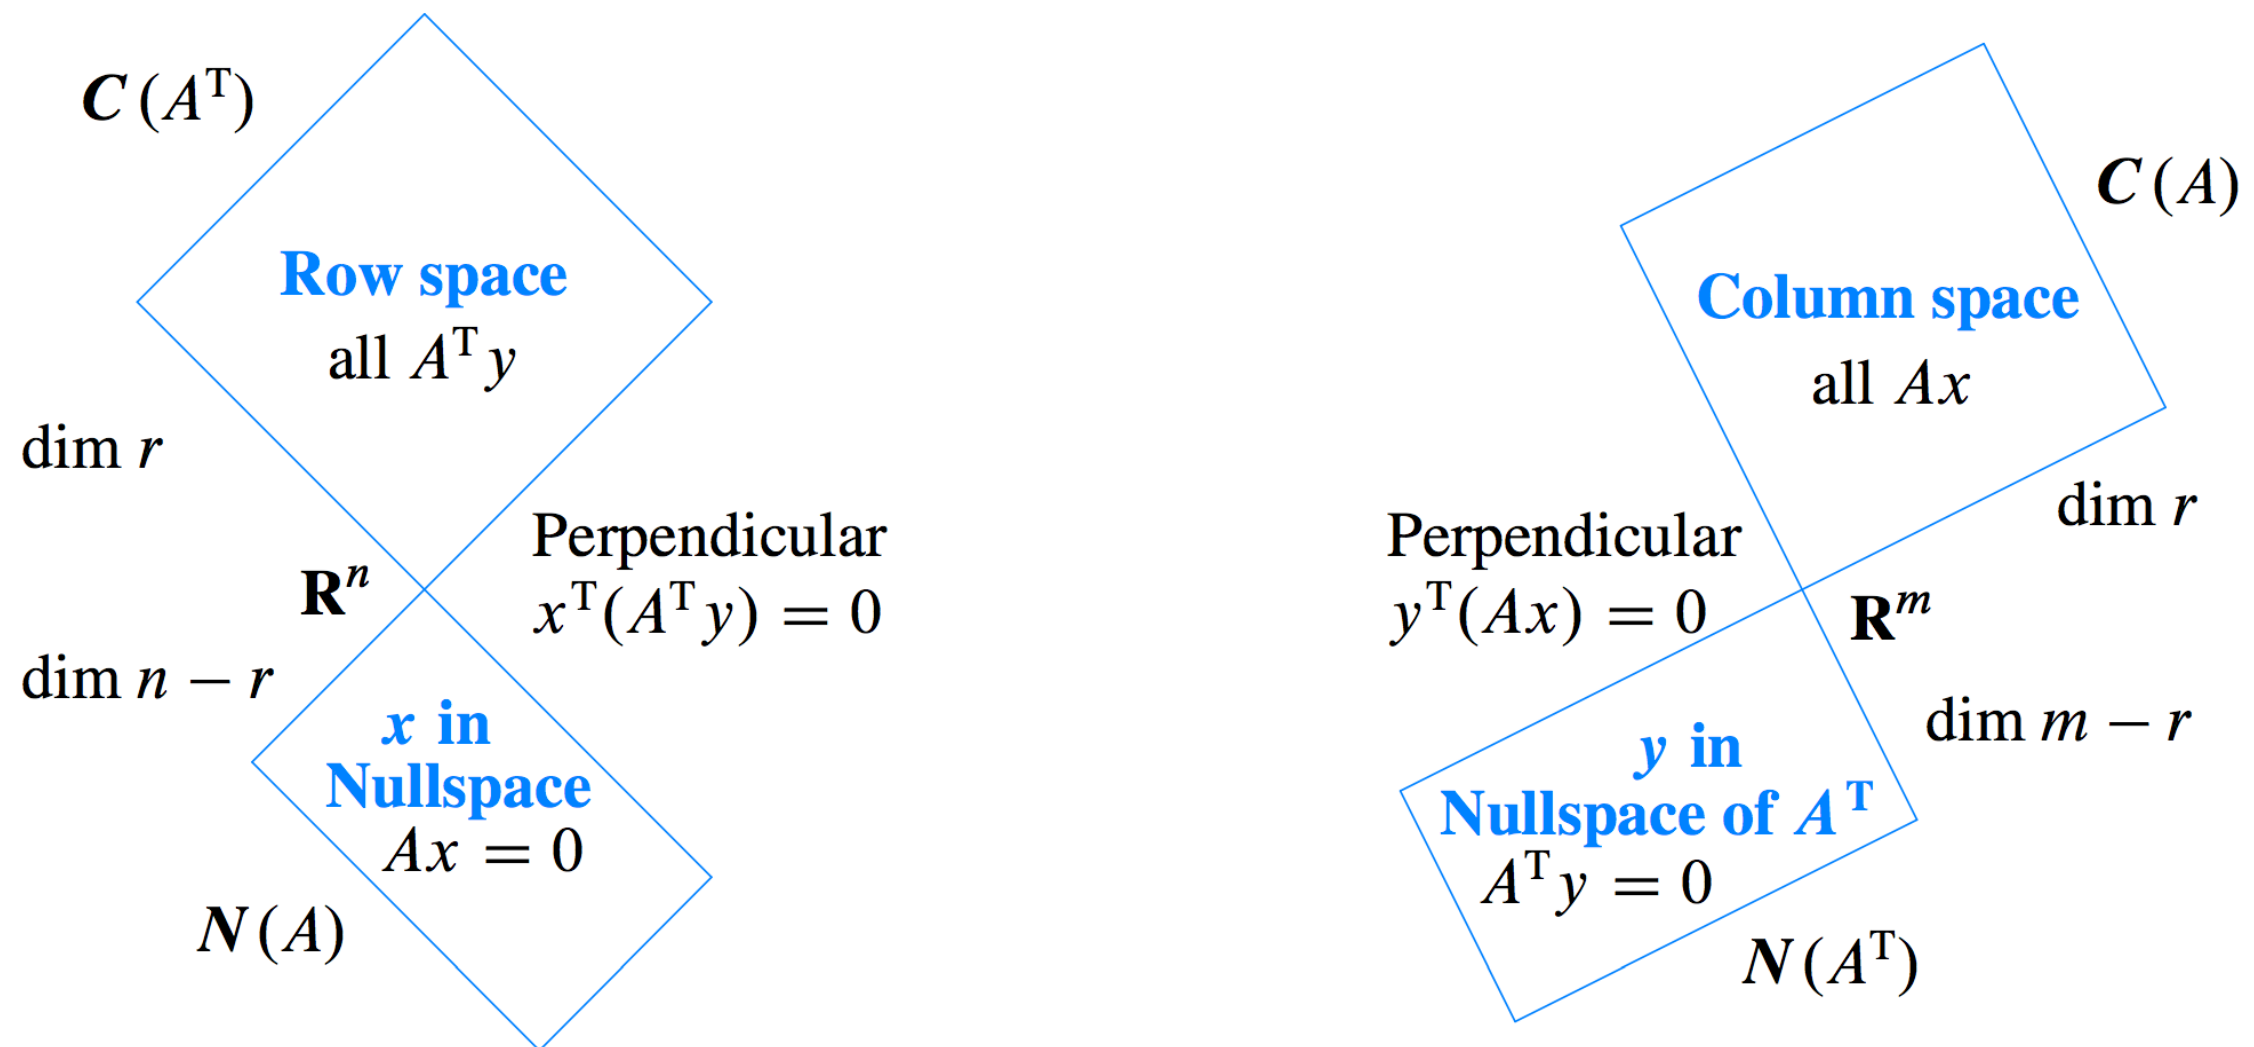 C(Aᵀ)
Row space
all Aᵀy
dim r
Rⁿ
Perpendicular
xᵀ(Aᵀy) = 0
dim n − r
x in
Nullspace
Ax = 0
N(A)
C(A)
Column space
all Ax
dim r
Perpendicular
yᵀ(Ax) = 0
Rᵐ
dim m − r
y in
Nullspace of Aᵀ
Aᵀy = 0
N(Aᵀ)